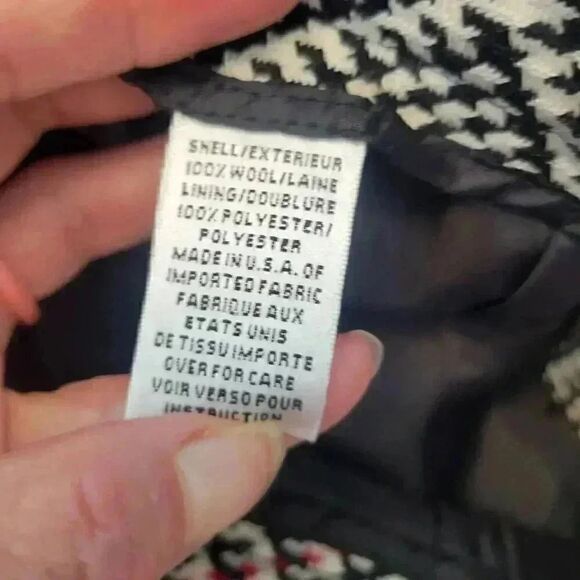 SHELL/EXTERIEUR
100% WOOL/LAINE
LINING/DOUBLURE
100% POLYESTER/
POLYESTER
MADE IN U.S.A. OF
IMPORTED FABRIC
FABRIQUE AUX
ETATS UNIS
DE TISSU IMPORTE
OVER FOR CARE
VOIR VERSO POUR
INSTRUCTION